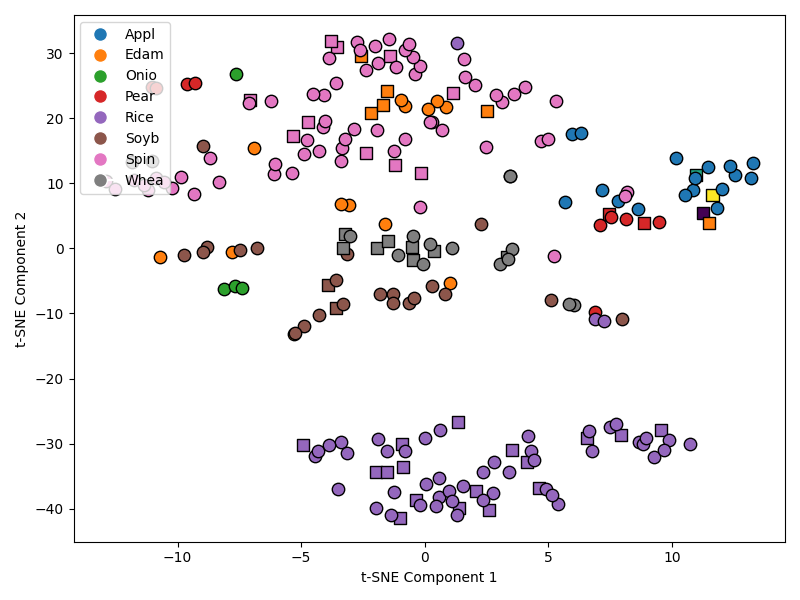 Appl
Edam
Onio
Pear
Rice
Soyb
Spin
Whea
30
20
10
0
−10
−20
−30
−40
t-SNE Component 2
−10
−5
0
5
10
t-SNE Component 1